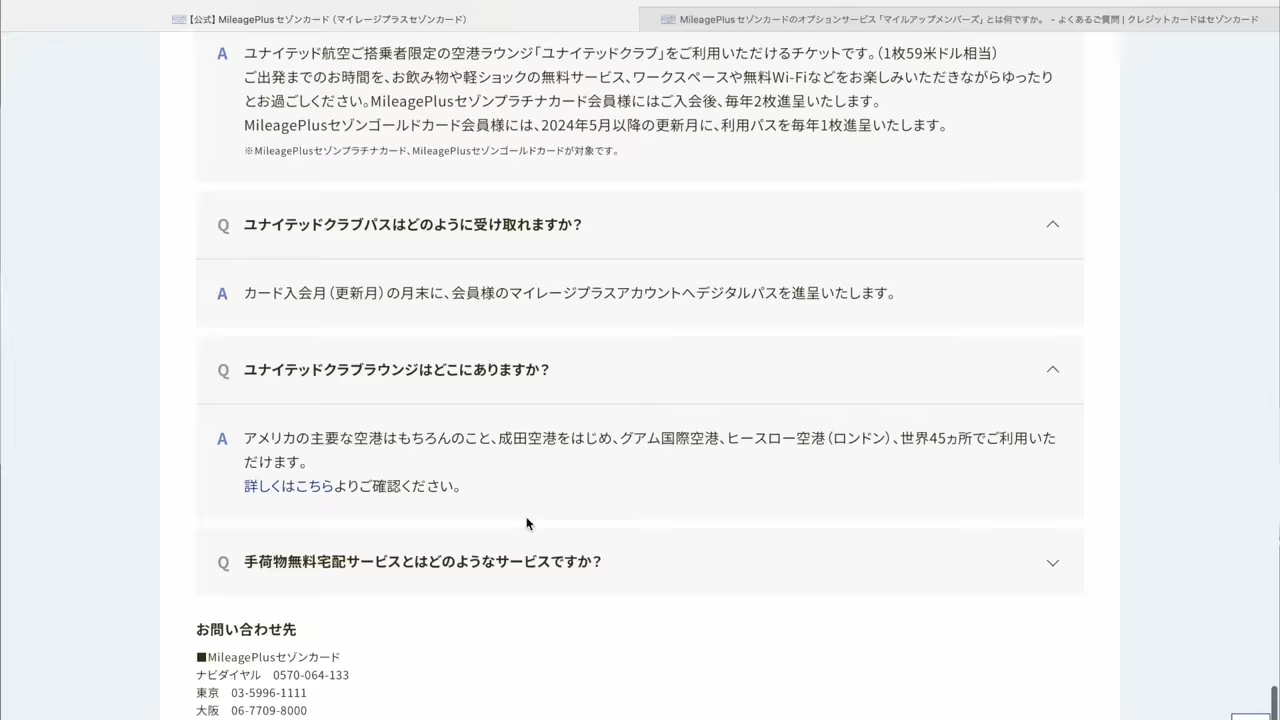 【公式】MileagePlusセゾンカード（マイレージプラスセゾンカード）
MileagePlusセゾンカードのオプションサービス「マイルアップメンバーズ」とは何ですか。 - よくあるご質問 | クレジットカードはセゾンカード
A ユナイテッド航空ご搭乗者限定の空港ラウンジ「ユナイテッドクラブ」をご利用いただけるチケットです。（1枚59米ドル相当）
ご出発までのお時間を、お飲み物や軽ショックの無料サービス、ワークスペースや無料Wi-Fiなどをお楽しみいただきながらゆったり
とお過ごしください。MileagePlusセゾンプラチナカード会員様にはご入会後、毎年2枚進呈いたします。
MileagePlusセゾンゴールドカード会員様には、2024年5月以降の更新月に、利用パスを毎年1枚進呈いたします。
※MileagePlusセゾンプラチナカード、MileagePlusセゾンゴールドカードが対象です。
Q ユナイテッドクラブパスはどのように受け取れますか？
A カード入会月（更新月）の月末に、会員様のマイレージプラスアカウントへデジタルパスを進呈いたします。
Q ユナイテッドクラブラウンジはどこにありますか？
A アメリカの主要な空港はもちろんのこと、成田空港をはじめ、グアム国際空港、ヒースロー空港（ロンドン）、世界45ヵ所でご利用いた
だけます。
詳しくはこちらよりご確認ください。
Q 手荷物無料宅配サービスとはどのようなサービスですか？
お問い合わせ先
■MileagePlusセゾンカード
ナビダイヤル　0570-064-133
東京　03-5996-1111
大阪　06-7709-8000